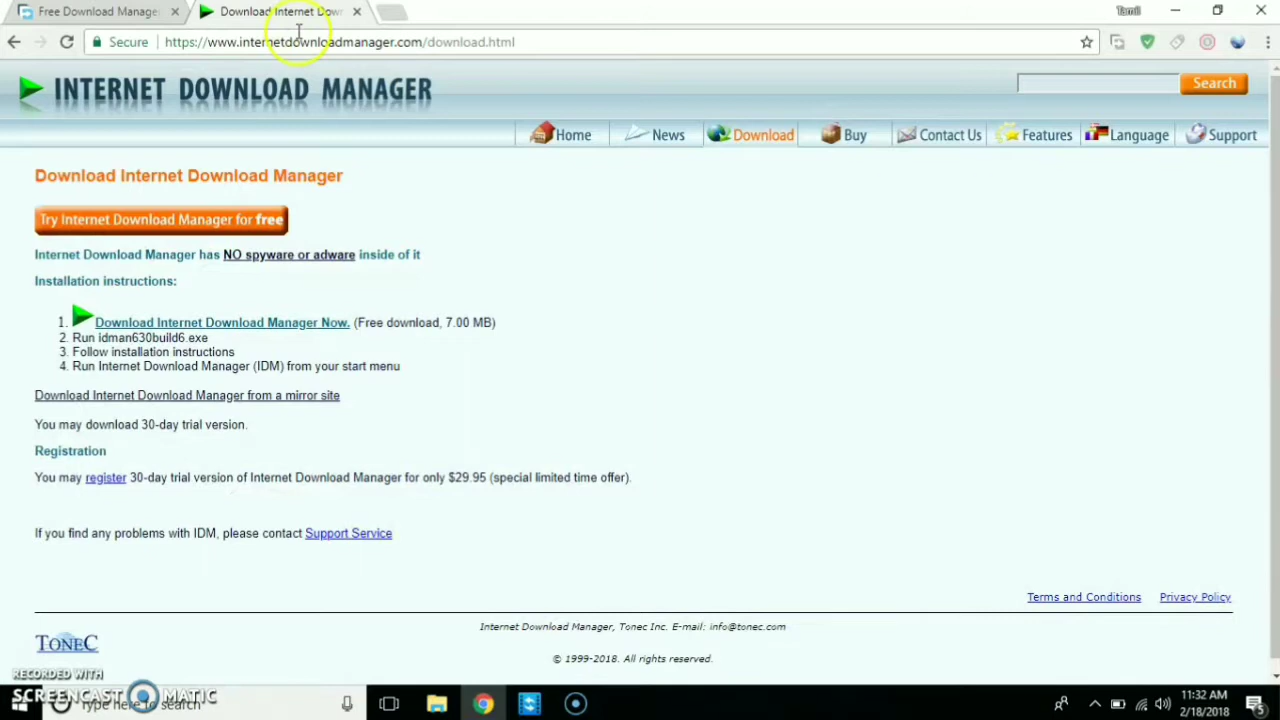 Free Download Manage
Download Internet Dow
Tamil
Secure
https://www.internetdownloadmanager.com/download.html
INTERNET DOWNLOAD MANAGER
Search
Home
News
Download
Buy
Contact Us
Features
Language
Support
Download Internet Download Manager
Try Internet Download Manager for free
Internet Download Manager has NO spyware or adware inside of it
Installation instructions:
1. Download Internet Download Manager Now. (Free download, 7.00 MB)
2. Run idman630build6.exe
3. Follow installation instructions
4. Run Internet Download Manager (IDM) from your start menu
Download Internet Download Manager from a mirror site
You may download 30-day trial version.
Registration
You may register 30-day trial version of Internet Download Manager for only $29.95 (special limited time offer).
If you find any problems with IDM, please contact Support Service
Terms and Conditions
Privacy Policy
Internet Download Manager, Tonec Inc. E-mail: info@tonec.com
TONEC
© 1999-2018. All rights reserved.
RECORDED WITH
SCREENCAST MATIC
Type here to search
11:32 AM
2/18/2018
5